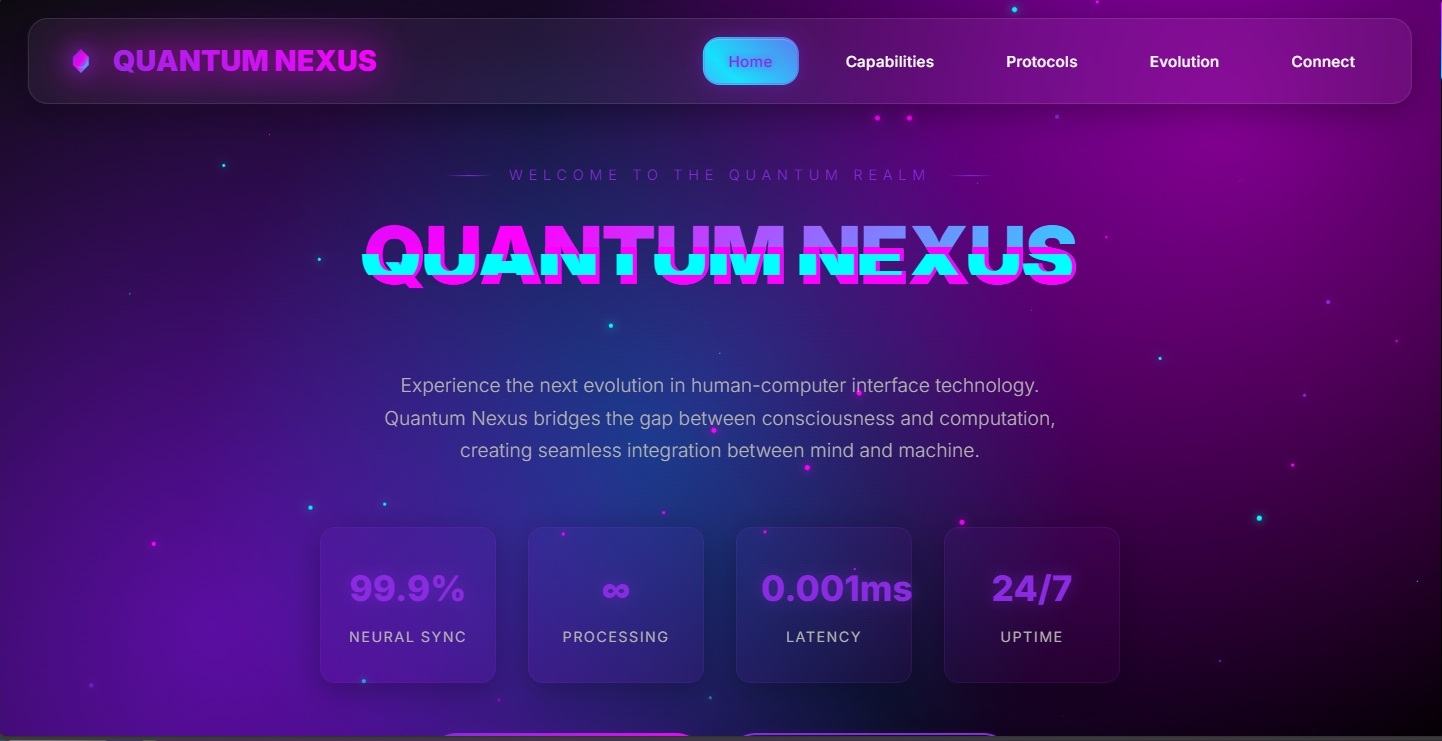 QUANTUM NEXUS
Home Capabilities Protocols Evolution Connect
WELCOME TO THE QUANTUM REALM
QUANTUM NEXUS
Experience the next evolution in human-computer interface technology.
Quantum Nexus bridges the gap between consciousness and computation,
creating seamless integration between mind and machine.
99.9% ∞ 0.001ms 24/7
NEURAL SYNC PROCESSING LATENCY UPTIME